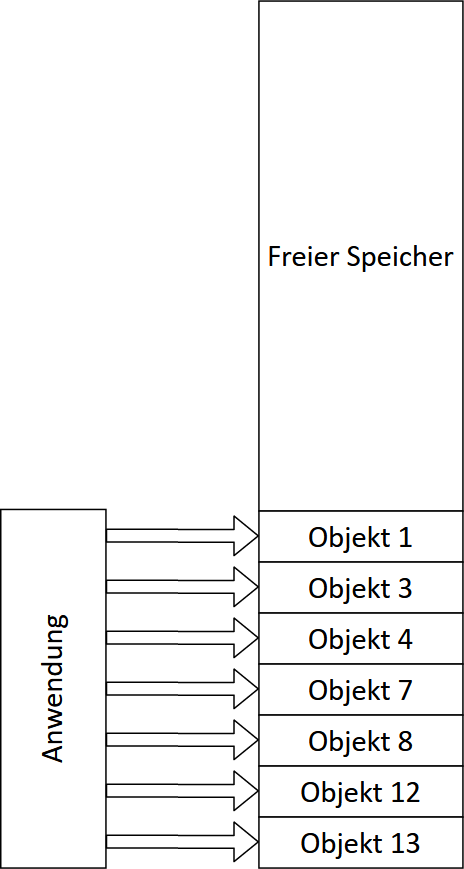 Freier Speicher
Anwendung
Objekt 1
Objekt 3
Objekt 4
Objekt 7
Objekt 8
Objekt 12
Objekt 13